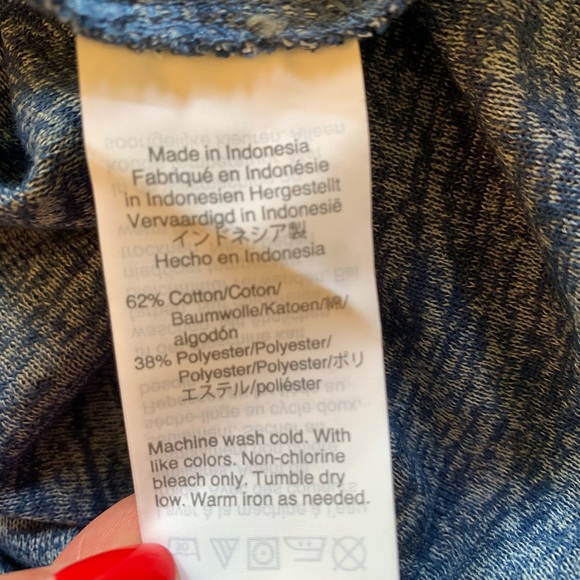 Made in Indonesia
Fabriqué en Indonésie
in Indonesien Hergestellt
Vervaardigd in Indonesië
インドネシア製
Hecho en Indonesia
62% Cotton/Coton/
Baumwolle/Katoen/綿/
algodón
38% Polyester/Polyester/
Polyester/Polyester/ポリ
エステル/poliéster
Machine wash cold. With
like colors. Non-chlorine
bleach only. Tumble dry
low. Warm iron as needed.
30